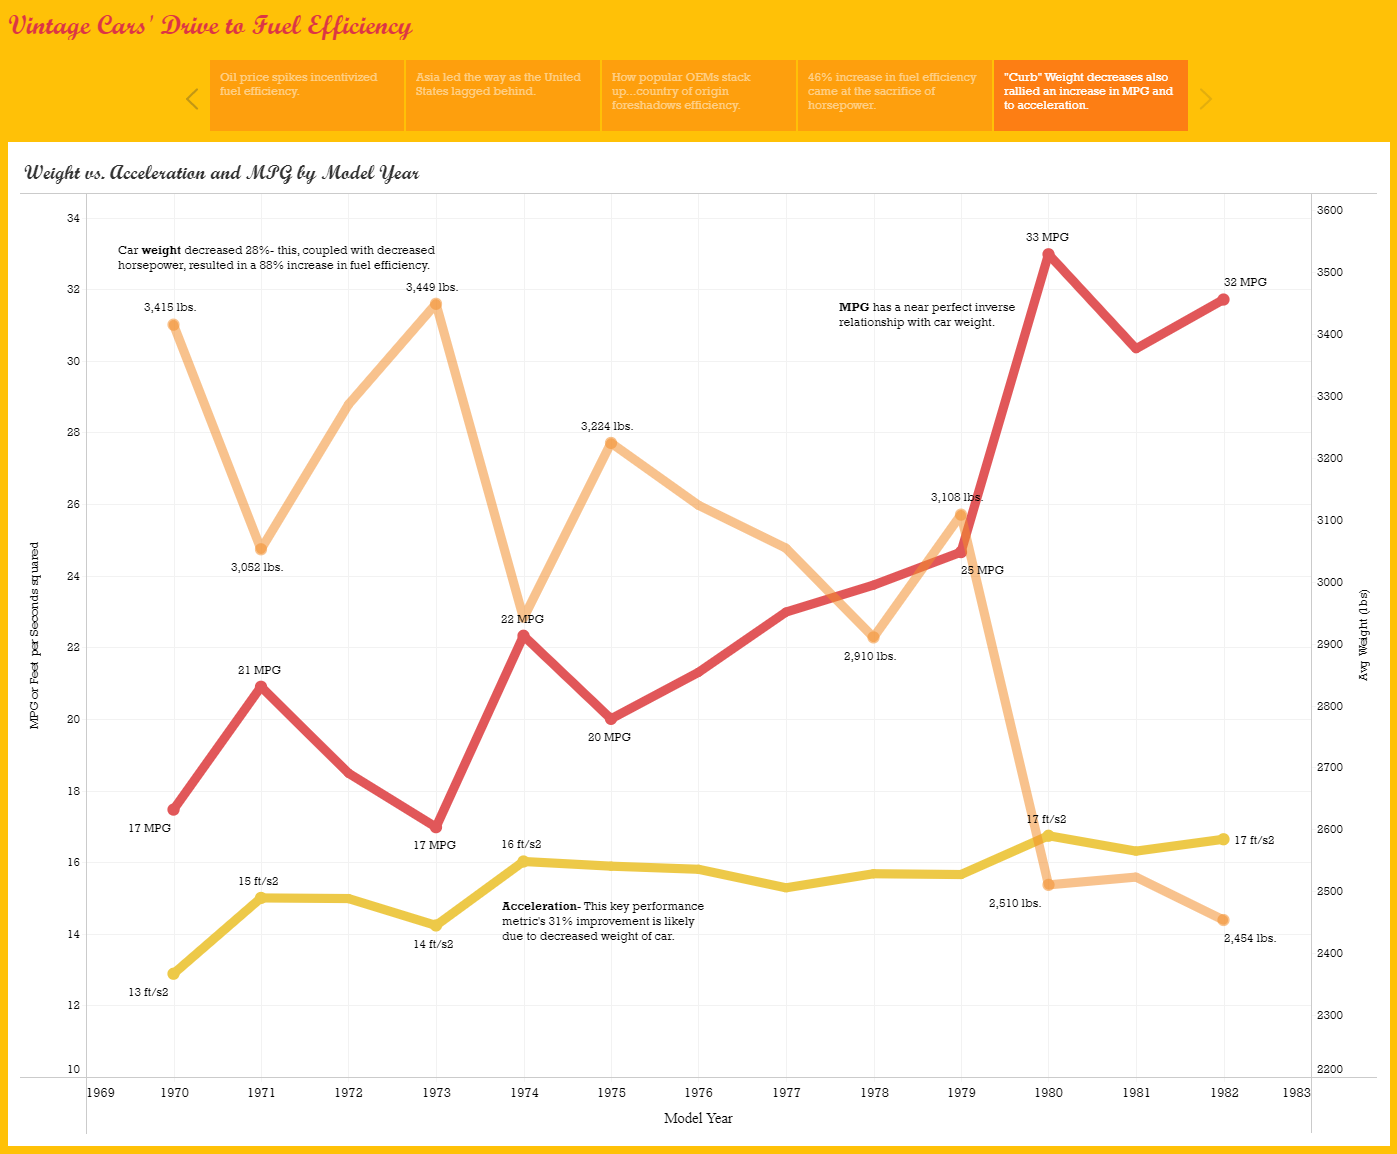 Vintage Cars' Drive to Fuel Efficiency
Oil price spikes incentivized
fuel efficiency.
Asia led the way as the United
States lagged behind.
How popular OEMs stack
up...country of origin
foreshadows efficiency.
46% increase in fuel efficiency
came at the sacrifice of
horsepower.
"Curb" Weight decreases also
rallied an increase in MPG and
to acceleration.
Weight vs. Acceleration and MPG by Model Year
34
32
30
28
26
24
22
20
18
16
14
12
10
MPG or Feet per Seconds squared
Car weight decreased 28%- this, coupled with decreased
horsepower, resulted in a 88% increase in fuel efficiency.
3,415 lbs.
3,449 lbs.
3,052 lbs.
3,224 lbs.
2,910 lbs.
3,108 lbs.
2,510 lbs.
2,454 lbs.
MPG has a near perfect inverse
relationship with car weight.
17 MPG
21 MPG
17 MPG
22 MPG
20 MPG
25 MPG
33 MPG
32 MPG
13 ft/s2
15 ft/s2
14 ft/s2
16 ft/s2
17 ft/s2
17 ft/s2
Acceleration- This key performance
metric's 31% improvement is likely
due to decreased weight of car.
3600
3500
3400
3300
3200
3100
3000
2900
2800
2700
2600
2500
2400
2300
2200
Avg Weight (lbs)
1969
1970
1971
1972
1973
1974
1975
1976
1977
1978
1979
1980
1981
1982
1983
Model Year